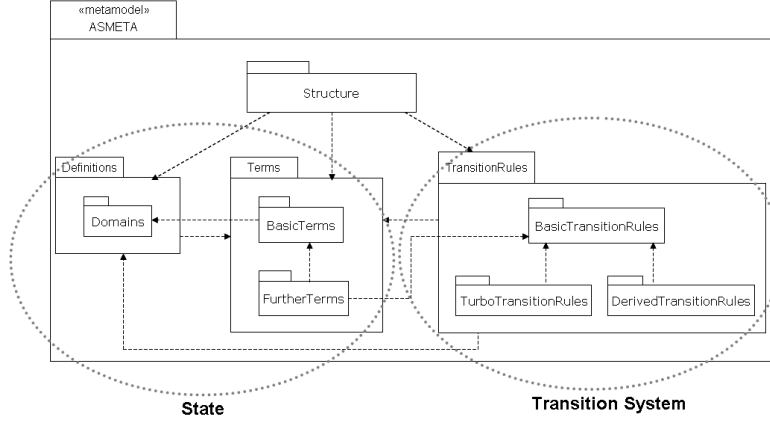 «metamodel»
ASMETA
Structure
Definitions
Terms
TransitionRules
Domains
BasicTerms
BasicTransitionRules
FurtherTerms
TurboTransitionRules
DerivedTransitionRules
State
Transition System